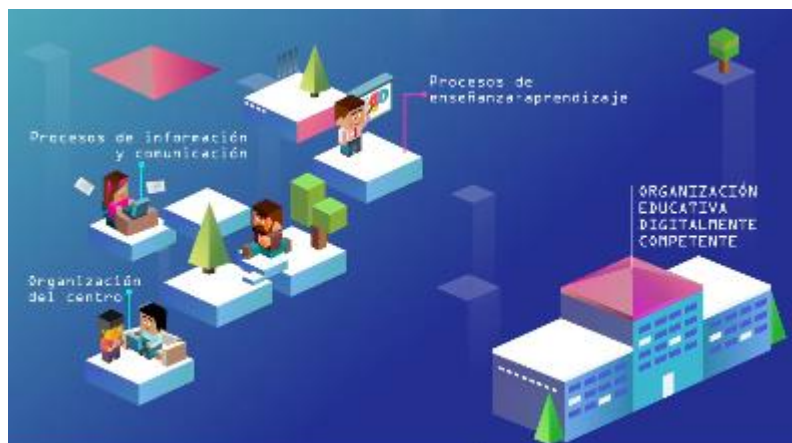 Procesos de
enseñanza-aprendizaje
Procesos de información
y comunicación
ORGANIZACIÓN
EDUCATIVA
DIGITALMENTE
COMPETENTE
Organización
del centro